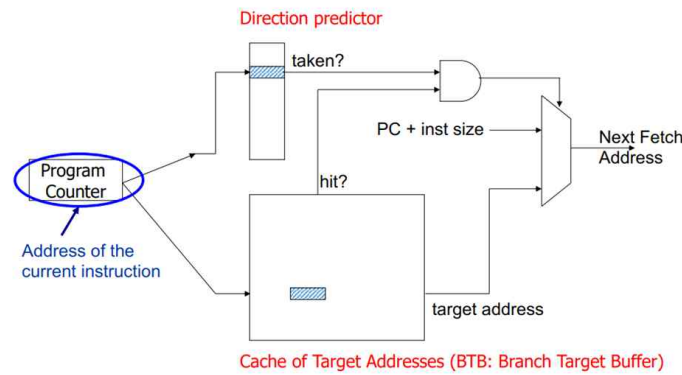 Direction predictor
taken?
PC + inst size
Next Fetch
Address
Program
Counter
hit?
Address of the
current instruction
target address
Cache of Target Addresses (BTB: Branch Target Buffer)